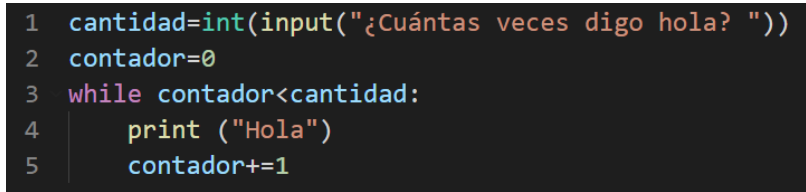 1 cantidad=int(input("¿Cuántas veces digo hola? "))
2 contador=0
3 while contador<cantidad:
4     print ("Hola")
5     contador+=1